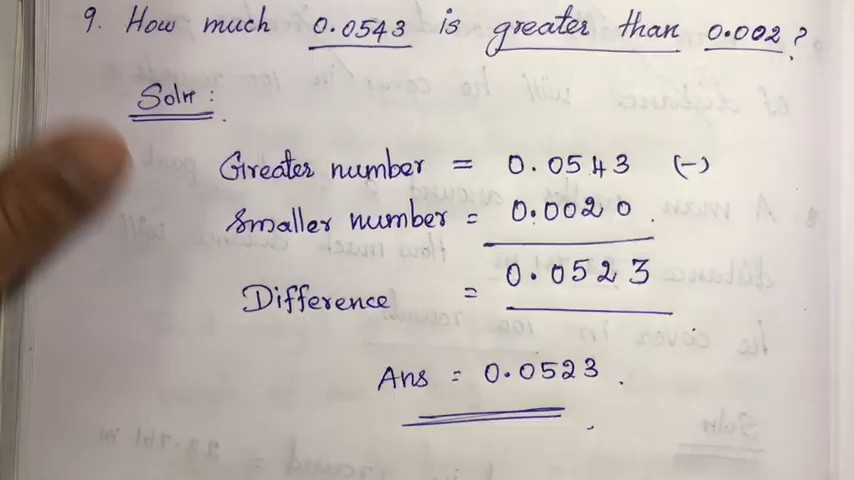 9. How much 0.0543 is greater than 0.002?
Soln :
Greater number = 0.0543 (-)
Smaller number = 0.0020
Difference = 0.0523
Ans = 0.0523.